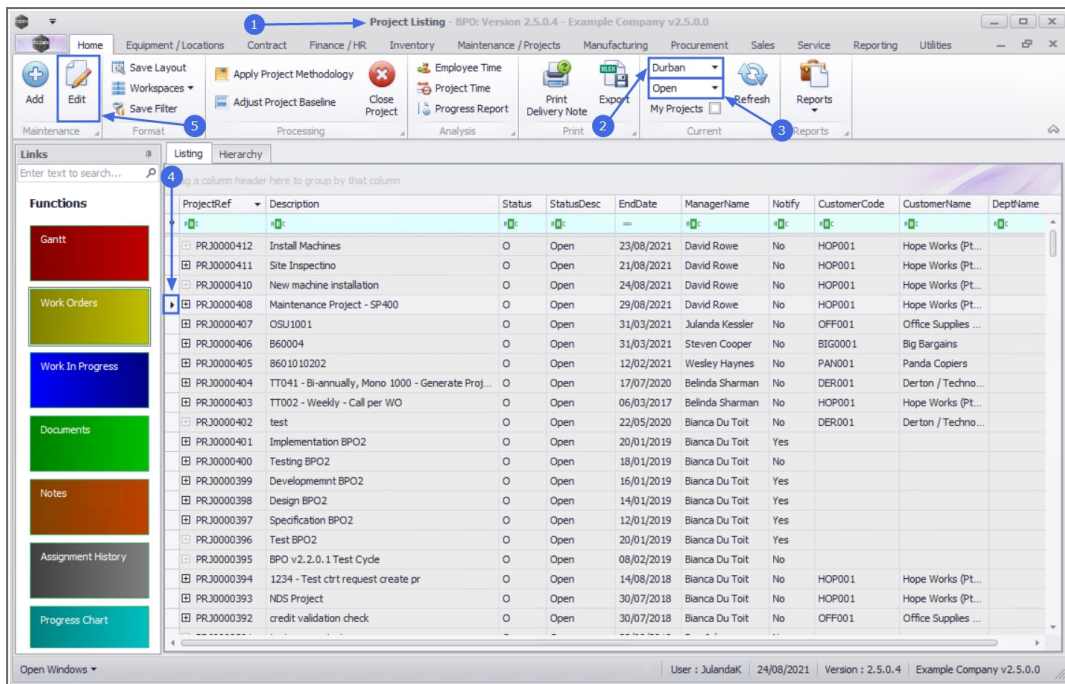 1 Project Listing - BPO: Version 2.5.0.4 - Example Company v2.5.0.0
Home Equipment / Locations Contract Finance / HR Inventory Maintenance / Projects Manufacturing Procurement Sales Service Reporting Utilities
Add
Edit
Save Layout
Workspaces
Save Filter
Apply Project Methodology
Adjust Project Baseline
Close Project
Employee Time
Project Time
Progress Report
Print Delivery Note
Export
Durban
Open
My Projects
Refresh
Reports
5
2
3
Maintenance Format Processing Analysis Print Current Reports
Links
Enter text to search...
Functions
Gantt
Work Orders
Work In Progress
Documents
Notes
Assignment History
Progress Chart
4
Listing Hierarchy
a column header here to group by that column
ProjectRef Description Status StatusDesc EndDate ManagerName Notify CustomerCode CustomerName DeptName
PRJ0000412 Install Machines O Open 23/08/2021 David Rowe No HOP001 Hope Works (Pt...
PRJ0000411 Site Inspectino O Open 21/08/2021 David Rowe No HOP001 Hope Works (Pt...
PRJ0000410 New machine installation O Open 24/08/2021 David Rowe No HOP001 Hope Works (Pt...
PRJ0000408 Maintenance Project - SP400 O Open 29/08/2021 David Rowe No HOP001 Hope Works (Pt...
PRJ0000407 OSU1001 O Open 31/03/2021 Julanda Kessler No OFF001 Office Supplies ...
PRJ0000406 B60004 O Open 31/03/2021 Steven Cooper No BIG0001 Big Bargains
PRJ0000405 8601010202 O Open 12/02/2021 Wesley Haynes No PAN001 Panda Copiers
PRJ0000404 TT041 - Bi-annually, Mono 1000 - Generate Proj... O Open 17/07/2020 Belinda Sharman No DER001 Derton / Techno...
PRJ0000403 TT002 - Weekly - Call per WO O Open 06/03/2017 Belinda Sharman No HOP001 Hope Works (Pt...
PRJ0000402 test O Open 22/05/2020 Bianca Du Toit No DER001 Derton / Techno...
PRJ0000401 Implementation BPO2 O Open 20/01/2019 Bianca Du Toit Yes
PRJ0000400 Testing BPO2 O Open 18/01/2019 Bianca Du Toit No
PRJ0000399 Developmemnt BPO2 O Open 16/01/2019 Bianca Du Toit Yes
PRJ0000398 Design BPO2 O Open 14/01/2019 Bianca Du Toit Yes
PRJ0000397 Specification BPO2 O Open 12/01/2019 Bianca Du Toit Yes
PRJ0000396 Test BPO2 O Open 20/01/2019 Bianca Du Toit Yes
PRJ0000395 BPO v2.2.0.1 Test Cycle O Open 08/02/2019 Bianca Du Toit No
PRJ0000394 1234 - Test ctrt request create pr O Open 14/08/2018 Bianca Du Toit No HOP001 Hope Works (Pt...
PRJ0000393 NDS Project O Open 30/07/2018 Bianca Du Toit No HOP001 Hope Works (Pt...
PRJ0000392 credit validation check O Open 30/07/2018 Bianca Du Toit No OFF001 Office Supplies ...
Open Windows User : JulandaK 24/08/2021 Version : 2.5.0.4 Example Company v2.5.0.0